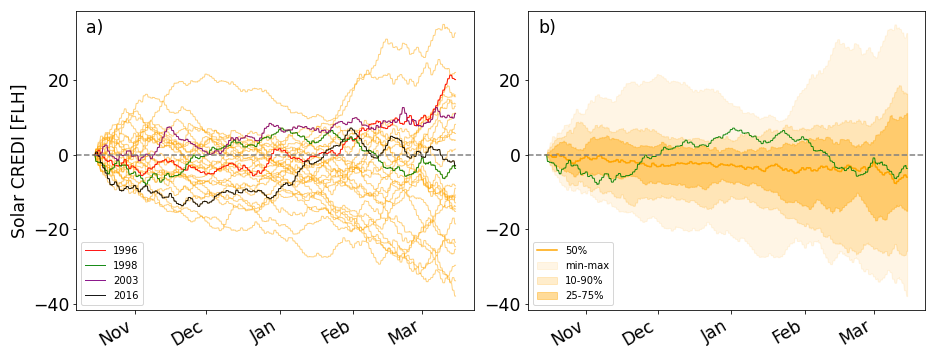 a)
Solar CREDI [FLH]
20
0
−20
−40
1996
1998
2003
2016
Nov
Dec
Jan
Feb
Mar
b)
20
0
−20
−40
50%
min-max
10-90%
25-75%
Nov
Dec
Jan
Feb
Mar